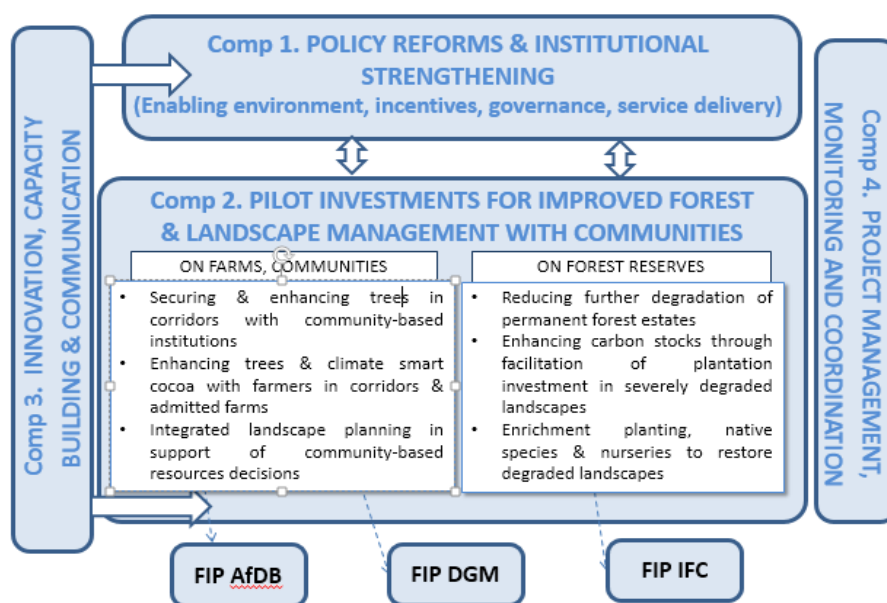 Comp 1. POLICY REFORMS & INSTITUTIONAL
STRENGTHENING
(Enabling environment, incentives, governance, service delivery)
Comp 3. INNOVATION, CAPACITY
BUILDING & COMMUNICATION
Comp 2. PILOT INVESTMENTS FOR IMPROVED FOREST
& LANDSCAPE MANAGEMENT WITH COMMUNITIES
ON FARMS, COMMUNITIES
• Securing & enhancing trees in
corridors with community-based
institutions
• Enhancing trees & climate smart
cocoa with farmers in corridors &
admitted farms
• Integrated landscape planning in
support of community-based
resources decisions
ON FOREST RESERVES
• Reducing further degradation of
permanent forest estates
• Enhancing carbon stocks through
facilitation of plantation
investment in severely degraded
landscapes
• Enrichment planting, native
species & nurseries to restore
degraded landscapes
Comp 4. PROJECT MANAGEMENT,
MONITORING AND COORDINATION
FIP AfDB
FIP DGM
FIP IFC